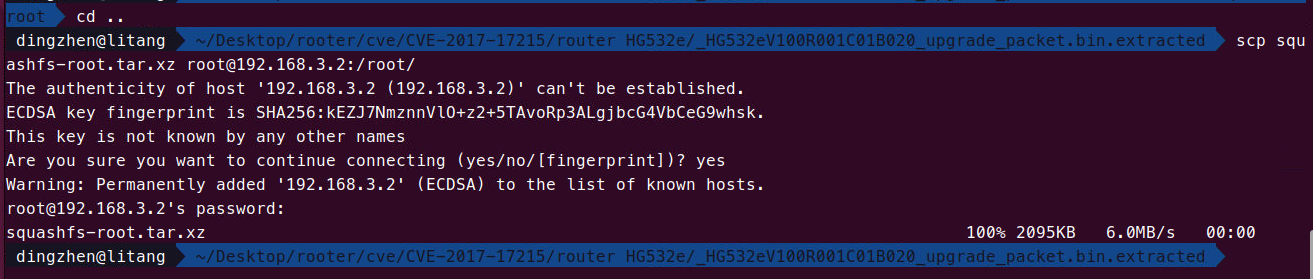 root cd ..
dingzhen@litang ~/Desktop/rooter/cve/CVE-2017-17215/router HG532e/_HG532eV100R001C01B020_upgrade_packet.bin.extracted scp squ
ashfs-root.tar.xz root@192.168.3.2:/root/
The authenticity of host '192.168.3.2 (192.168.3.2)' can't be established.
ECDSA key fingerprint is SHA256:kEZJ7NmznnVlO+z2+5TAvoRp3ALgjbcG4VbCeG9whsk.
This key is not known by any other names
Are you sure you want to continue connecting (yes/no/[fingerprint])? yes
Warning: Permanently added '192.168.3.2' (ECDSA) to the list of known hosts.
root@192.168.3.2's password:
squashfs-root.tar.xz 100% 2095KB 6.0MB/s 00:00
dingzhen@litang ~/Desktop/rooter/cve/CVE-2017-17215/router HG532e/_HG532eV100R001C01B020_upgrade_packet.bin.extracted